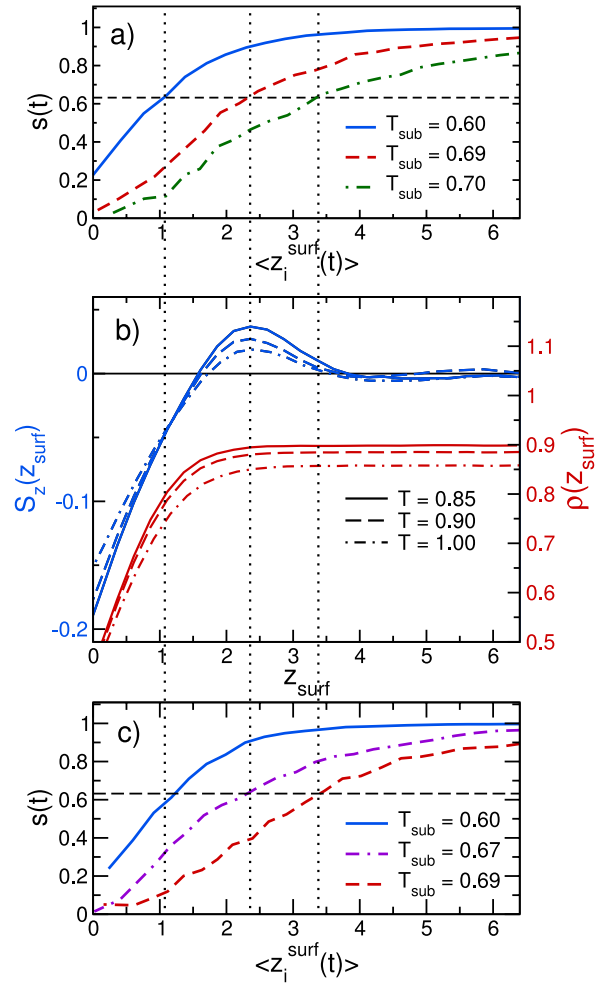 a)
1
0.8
0.6
0.4
0.2
0
s(t)
T_sub = 0.60
T_sub = 0.69
T_sub = 0.70
0 1 2 3 4 5 6
<z_i^surf(t)>
b)
0
-0.1
-0.2
S_z(z_surf)
1.1
1
0.9
0.8
0.7
0.6
0.5
ρ(z_surf)
T = 0.85
T = 0.90
T = 1.00
0 1 2 3 4 5 6
z_surf
c)
1
0.8
0.6
0.4
0.2
0
s(t)
T_sub = 0.60
T_sub = 0.67
T_sub = 0.69
0 1 2 3 4 5 6
<z_i^surf(t)>